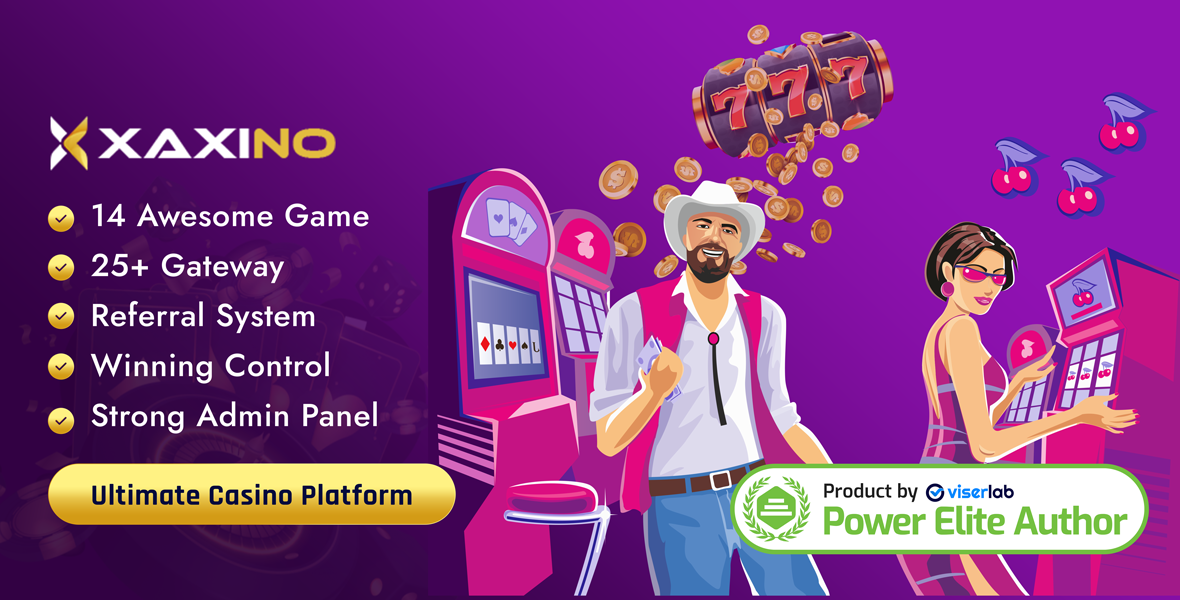 XAXINO
14 Awesome Game
25+ Gateway
Referral System
Winning Control
Strong Admin Panel
Ultimate Casino Platform
777
Product by viserlab
Power Elite Author